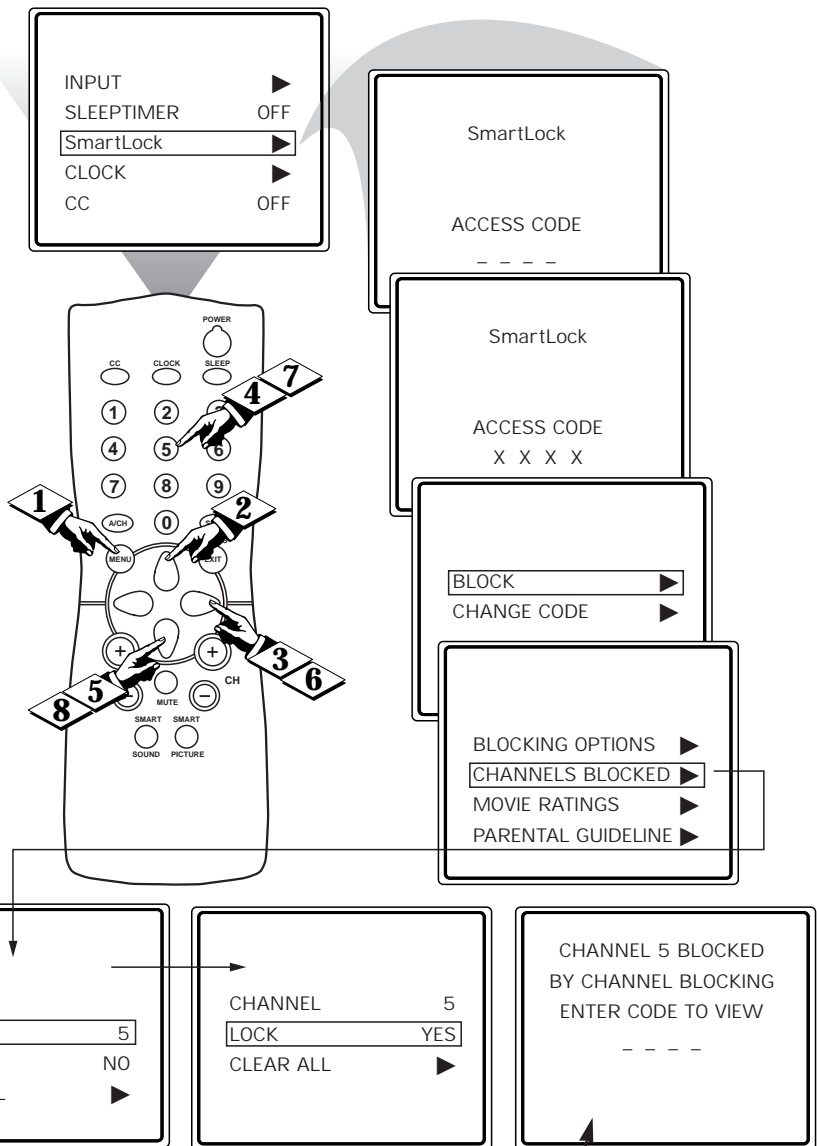 INPUT ▶
SLEEPTIMER OFF
SmartLock ▶
CLOCK ▶
CC OFF
SmartLock
ACCESS CODE
_ _ _ _
SmartLock
ACCESS CODE
X X X X
BLOCK ▶
CHANGE CODE ▶
BLOCKING OPTIONS ▶
CHANNELS BLOCKED ▶
MOVIE RATINGS ▶
PARENTAL GUIDELINE ▶
POWER
CC CLOCK SLEEP
1 2
4 5 6
7 8 9
A/CH 0
MENU EXIT
+ +
MUTE − CH
SMART SMART
SOUND PICTURE
4 7
1
2
3 6
8 5
5
NO
▶
CHANNEL 5
LOCK YES
CLEAR ALL ▶
CHANNEL 5 BLOCKED
BY CHANNEL BLOCKING
ENTER CODE TO VIEW
_ _ _ _